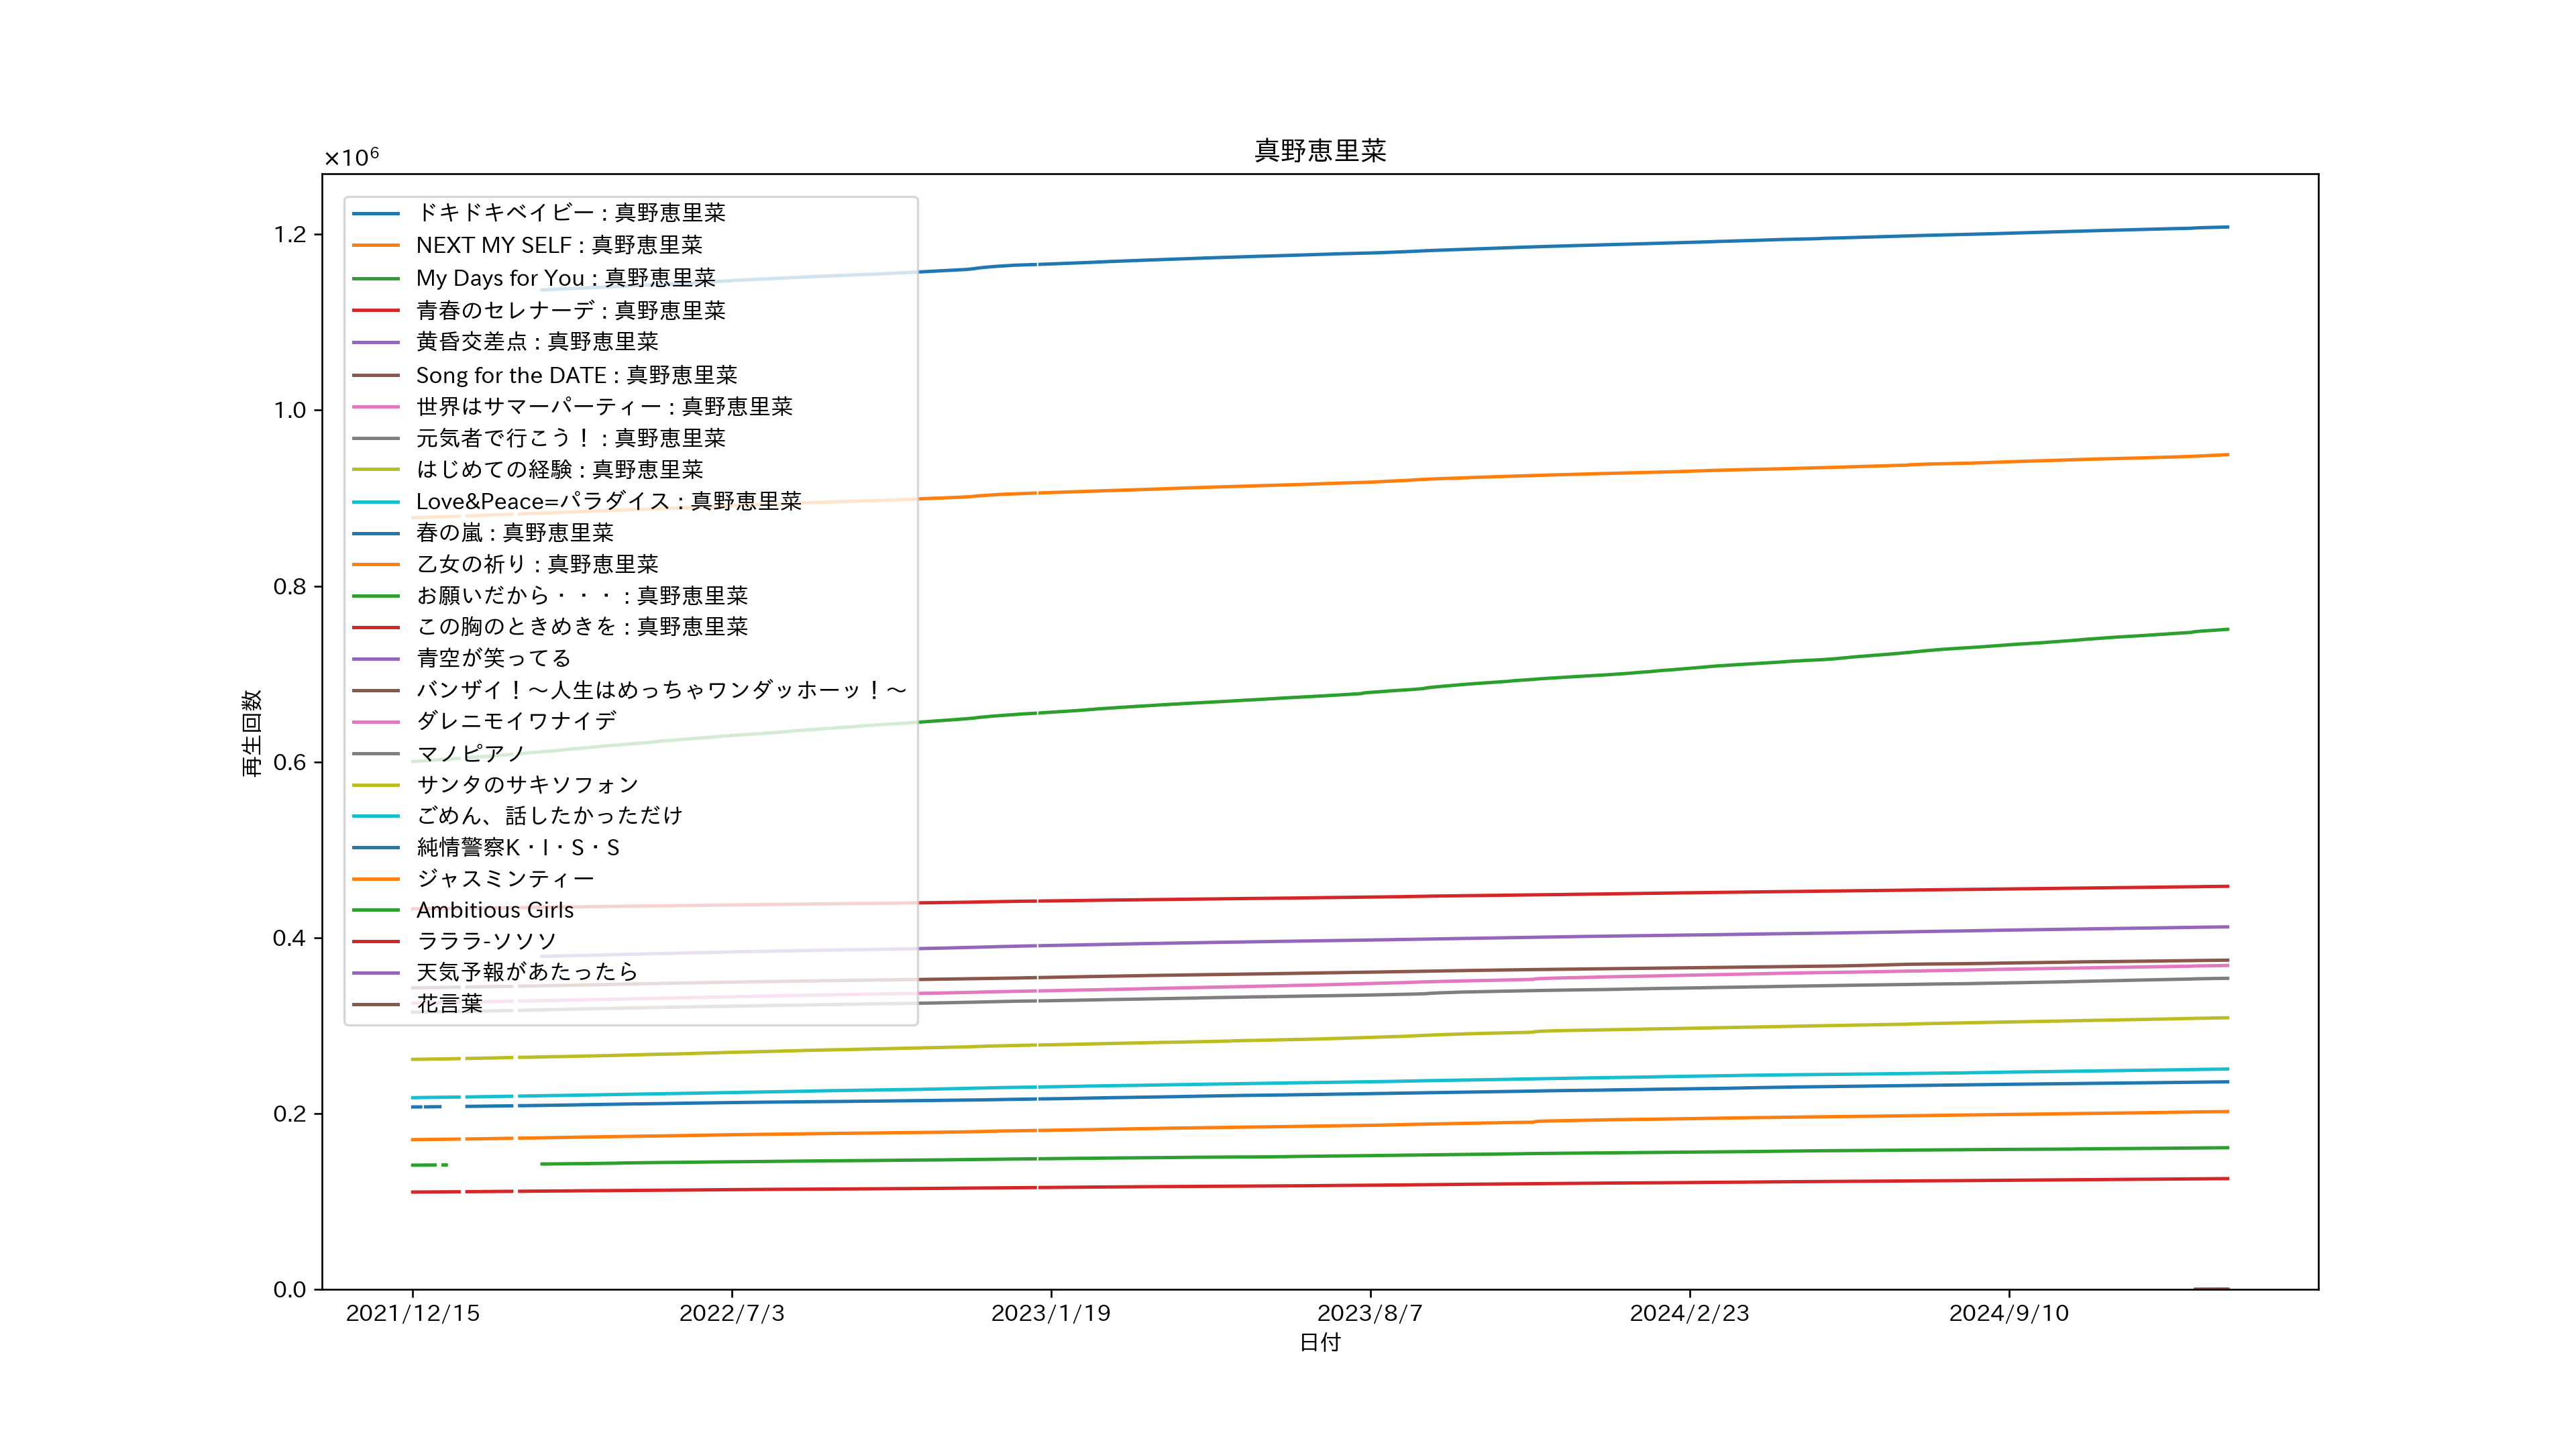 真野恵里菜
×10⁶
1.2
1.0
0.8
0.6
0.4
0.2
0.0
再生回数
ドキドキベイビー : 真野恵里菜
NEXT MY SELF : 真野恵里菜
My Days for You : 真野恵里菜
青春のセレナーデ : 真野恵里菜
黄昏交差点 : 真野恵里菜
Song for the DATE : 真野恵里菜
世界はサマーパーティー : 真野恵里菜
元気者で行こう！ : 真野恵里菜
はじめての経験 : 真野恵里菜
Love&Peace=パラダイス : 真野恵里菜
春の嵐 : 真野恵里菜
乙女の祈り : 真野恵里菜
お願いだから・・・ : 真野恵里菜
この胸のときめきを : 真野恵里菜
青空が笑ってる
バンザイ！～人生はめっちゃワンダッホーッ！～
ダレニモイワナイデ
マノピアノ
サンタのサキソフォン
ごめん、話したかっただけ
純情警察K・I・S・S
ジャスミンティー
Ambitious Girls
ラララ-ソソソ
天気予報があたったら
花言葉
2021/12/15
2022/7/3
2023/1/19
2023/8/7
2024/2/23
2024/9/10
日付